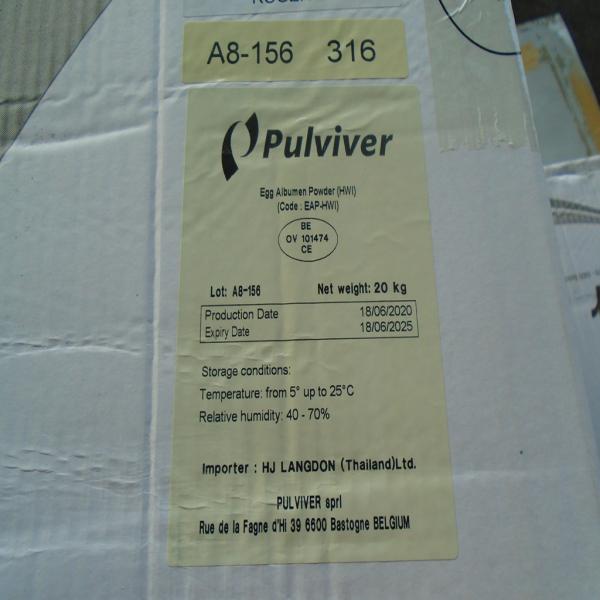 A8-156 316
Pulviver
Egg Albumen Powder (HWI)
(Code : EAP-HWI)
BE
OV 101474
CE
Lot: A8-156 Net weight: 20 kg
Production Date 18/06/2020
Expiry Date 18/06/2025
Storage conditions:
Temperature: from 5° up to 25°C
Relative humidity: 40 - 70%
Importer : HJ LANGDON (Thailand)Ltd.
PULVIVER sprl
Rue de la Fagne d'Hi 39 6600 Bastogne BELGIUM